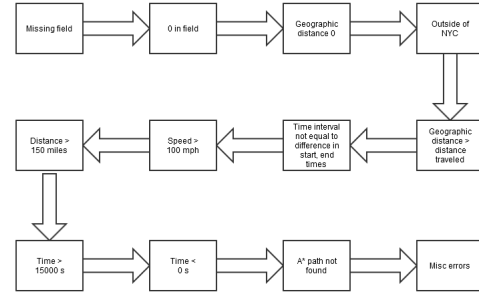 Missing field
0 in field
Geographic
distance 0
Outside of
NYC
Geographic
distance >
distance
traveled
Time interval
not equal to
difference in
start, end
times
Speed >
100 mph
Distance >
150 miles
Time >
15000 s
Time <
0 s
A* path not
found
Misc errors